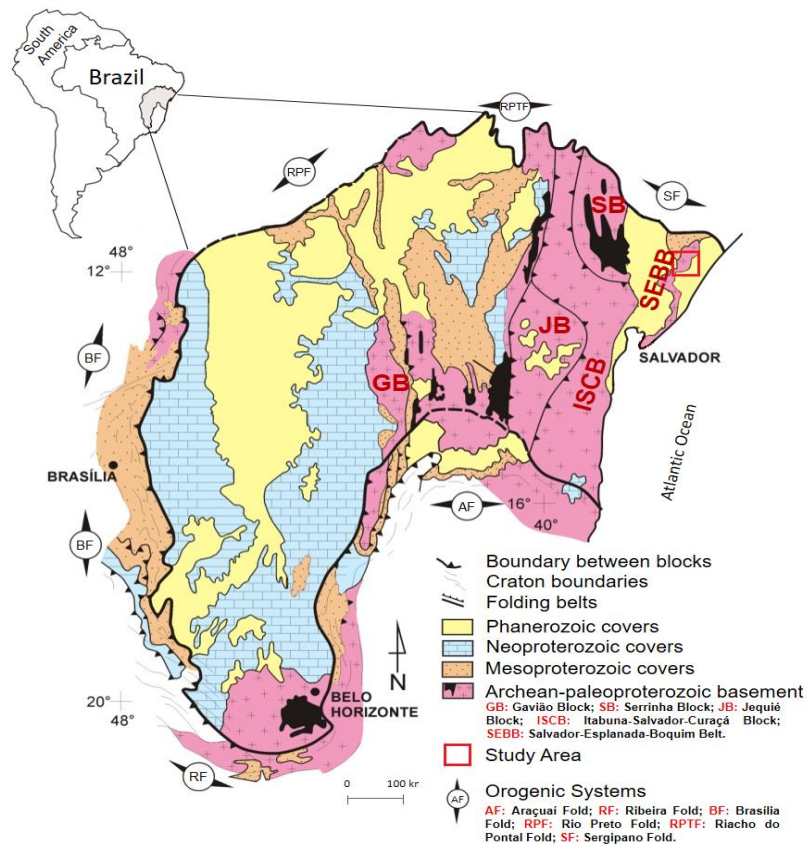 South
America
Brazil
RPTF
RPF
SB
SF
48°
12°
SEBB
JB
SALVADOR
BF
GB
ISCB
Atlantic Ocean
BRASÍLIA
16°
40°
AF
BF
Boundary between blocks
Craton boundaries
Folding belts
Phanerozoic covers
Neoproterozoic covers
Mesoproterozoic covers
Archean-paleoproterozoic basement
GB: Gavião Block; SB: Serrinha Block; JB: Jequié
Block; ISCB: Itabuna-Salvador-Curaçá Block;
SEBB: Salvador-Esplanada-Boquim Belt.
N
BELO
HORIZONTE
20°
48°
Study Area
RF
0 100 kr
Orogenic Systems
AF
AF: Araçuaí Fold; RF: Ribeira Fold; BF: Brasília
Fold; RPF: Rio Preto Fold; RPTF: Riacho do
Pontal Fold; SF: Sergipano Fold.